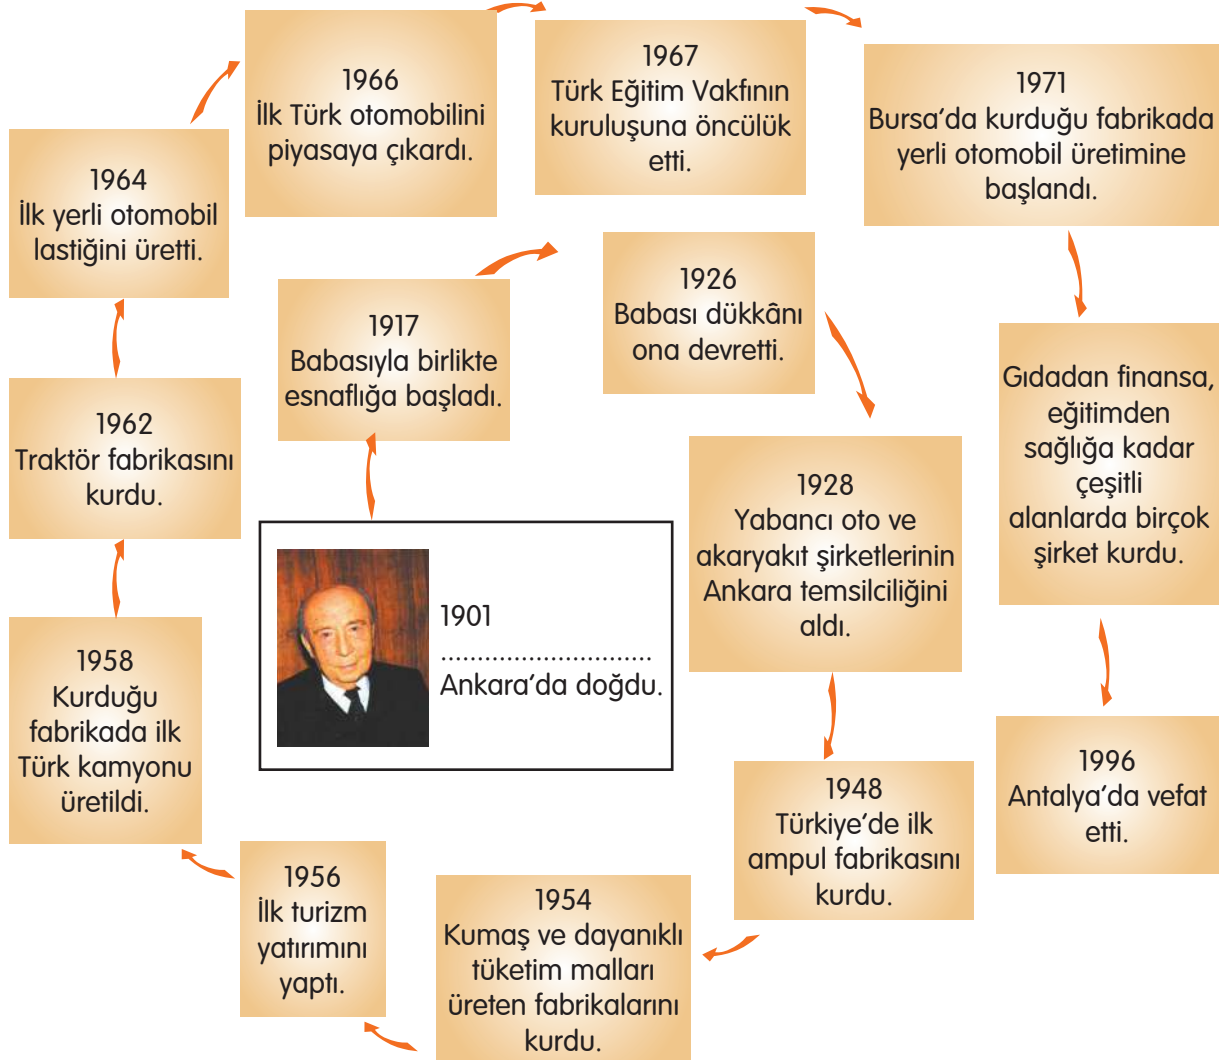 1901
............................
Ankara’da doğdu.
1917
Babasıyla birlikte
esnaflığa başladı.
1926
Babası dükkânı
ona devretti.
1928
Yabancı oto ve
akaryakıt şirketlerinin
Ankara temsilciliğini
aldı.
1948
Türkiye’de ilk
ampul fabrikasını
kurdu.
1954
Kumaş ve dayanıklı
tüketim malları
üreten fabrikalarını
kurdu.
1956
İlk turizm
yatırımını
yaptı.
1958
Kurduğu
fabrikada ilk
Türk kamyonu
üretildi.
1962
Traktör fabrikasını
kurdu.
1964
İlk yerli otomobil
lastiğini üretti.
1966
İlk Türk otomobilini
piyasaya çıkardı.
1967
Türk Eğitim Vakfının
kuruluşuna öncülük
etti.
1971
Bursa’da kurduğu fabrikada
yerli otomobil üretimine
başlandı.
Gıdadan finansa,
eğitimden
sağlığa kadar
çeşitli
alanlarda birçok
şirket kurdu.
1996
Antalya’da vefat
etti.